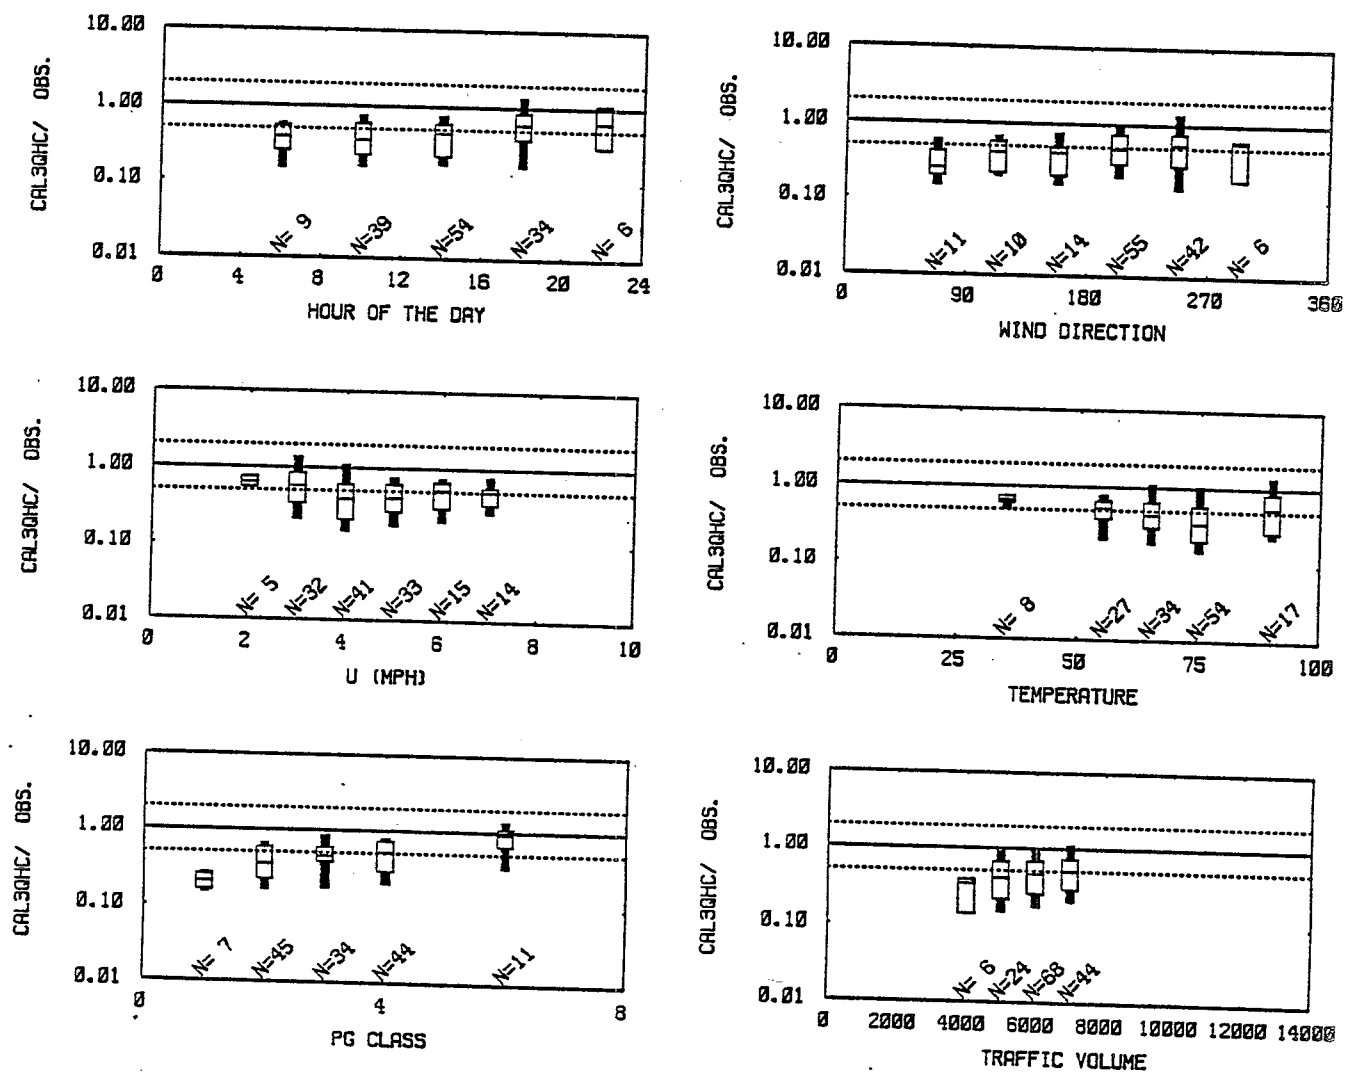 10.00
1.00
0.10
0.01
CAL3QHC/ OBS.
N= 9
N=39
N=54
N=34
N= 6
0 4 8 12 16 20 24
HOUR OF THE DAY
10.00
1.00
0.10
0.01
CAL3QHC/ OBS.
N=11
N=10
N=14
N=55
N=42
N= 6
0 90 180 270 360
WIND DIRECTION
10.00
1.00
0.10
0.01
CAL3QHC/ OBS.
N= 5
N=32
N=41
N=33
N=15
N=14
0 2 4 6 8 10
U (MPH)
10.00
1.00
0.10
0.01
CAL3QHC/ OBS.
N= 8
N=27
N=34
N=54
N=17
0 25 50 75 100
TEMPERATURE
10.00
1.00
0.10
0.01
CAL3QHC/ OBS.
N= 7
N=45
N=34
N=44
N=11
0 4 8
PG CLASS
10.00
1.00
0.10
0.01
CAL3QHC/ OBS.
N= 6
N=24
N=68
N=44
0 2000 4000 6000 8000 10000 12000 14000
TRAFFIC VOLUME